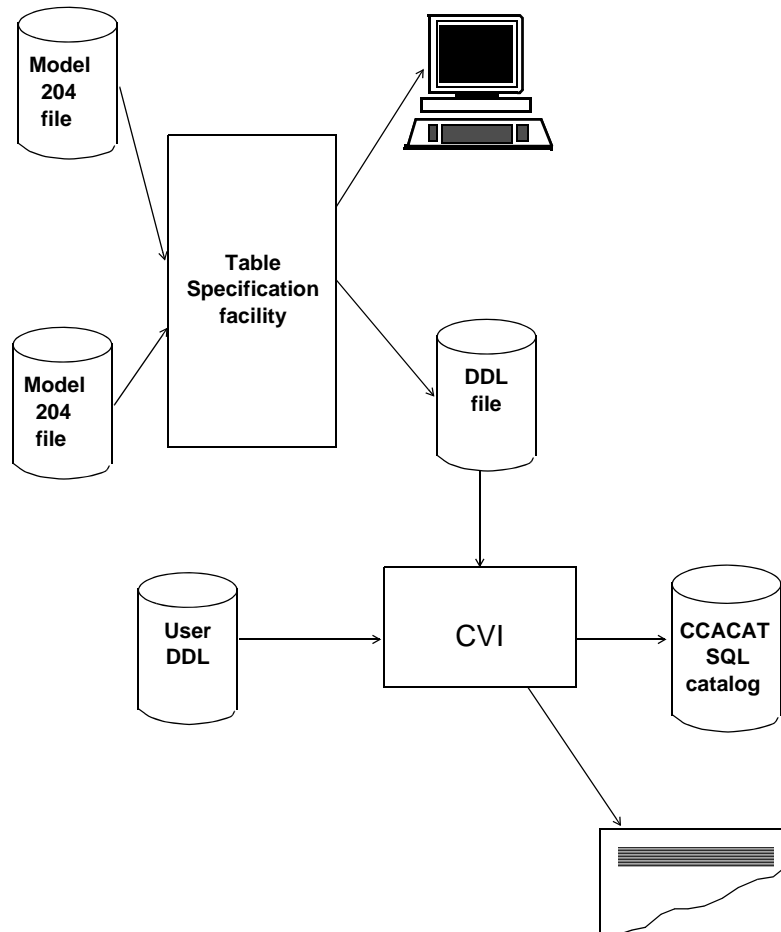 Model
204
file
Table
Specification
facility
Model
204
file
DDL
file
User
DDL
CVI
CCACAT
SQL
catalog